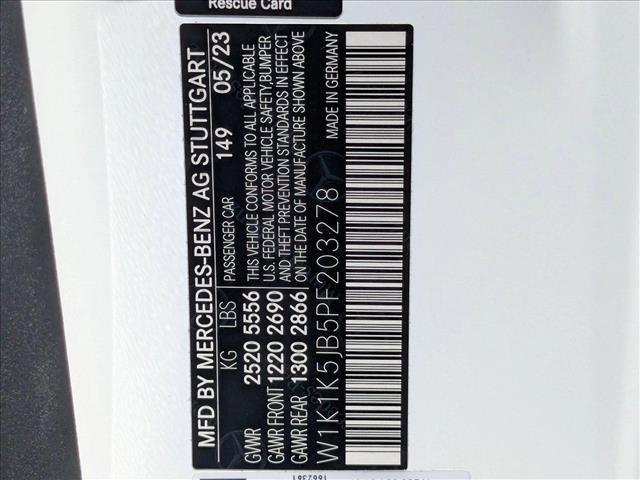 Rescue Card
MFD BY MERCEDES-BENZ AG STUTTGART
KG LBS 149 05/23
GVWR 2520 5556 PASSENGER CAR
GAWR FRONT 1220 2690 THIS VEHICLE CONFORMS TO ALL APPLICABLE
U.S. FEDERAL MOTOR VEHICLE SAFETY,BUMPER
GAWR REAR 1300 2866 AND THEFT PREVENTION STANDARDS IN EFFECT
ON THE DATE OF MANUFACTURE SHOWN ABOVE
W1K1K5JB5PF203278 MADE IN GERMANY